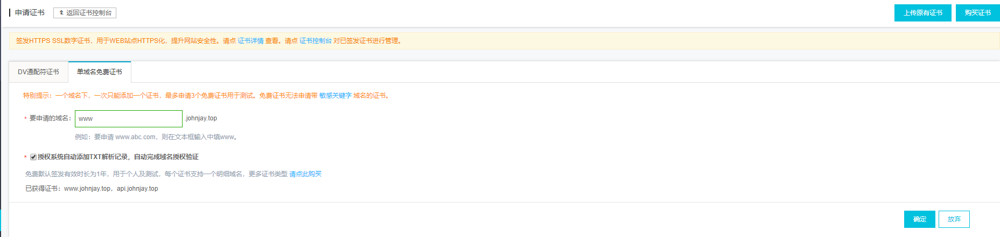 申请证书
返回证书控制台
上传原有证书
购买证书
签发HTTPS SSL数字证书，用于WEB站点HTTPS化，提升网站安全性。请点 证书详情 查看。请点 证书控制台 对已签发证书进行管理。
DV通配符证书
单域名免费证书
特别提示：一个域名下，一次只能添加一个证书，最多申请3个免费证书用于测试。免费证书无法申请带 敏感关键字 域名的证书。
* 要申请的域名： www .johnjay.top
例如：要申请 www.abc.com，则在文本框输入中填www。
* 授权系统自动添加TXT解析记录，自动完成域名授权验证
免费默认签发有效时长为1年，用于个人及测试，每个证书支持一个明细域名，更多证书类型 请点此购买
已获得证书：www.johnjay.top，api.johnjay.top
确定
放弃